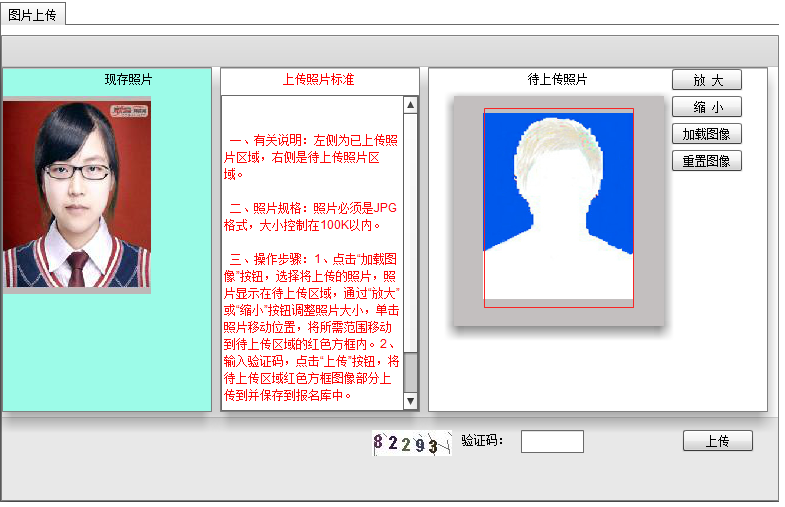 图片上传
现存照片
上传照片标准
一、有关说明：左侧为已上传照
片区域，右侧是待上传照片区
域。
二、照片规格：照片必须是JPG
格式，大小控制在100K以内。
三、操作步骤：1、点击“加载图
像”按钮，选择将上传的照片，照
片显示在待上传区域，通过“放大”
或“缩小”按钮调整照片大小，单击
照片移动位置，将所需范围移动
到待上传区域的红色方框内。2、
输入验证码，点击“上传”按钮，将
待上传区域红色方框图像部分上
传到并保存到报名库中。
待上传照片
放 大
缩 小
加载图像
重置图像
82293
验证码：
上传